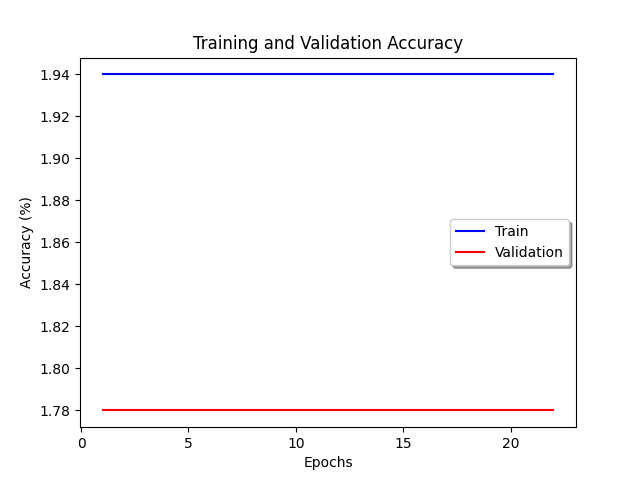 Training and Validation Accuracy
Accuracy (%)
1.94
1.92
1.90
1.88
1.86
1.84
1.82
1.80
1.78
Train
Validation
0 5 10 15 20
Epochs